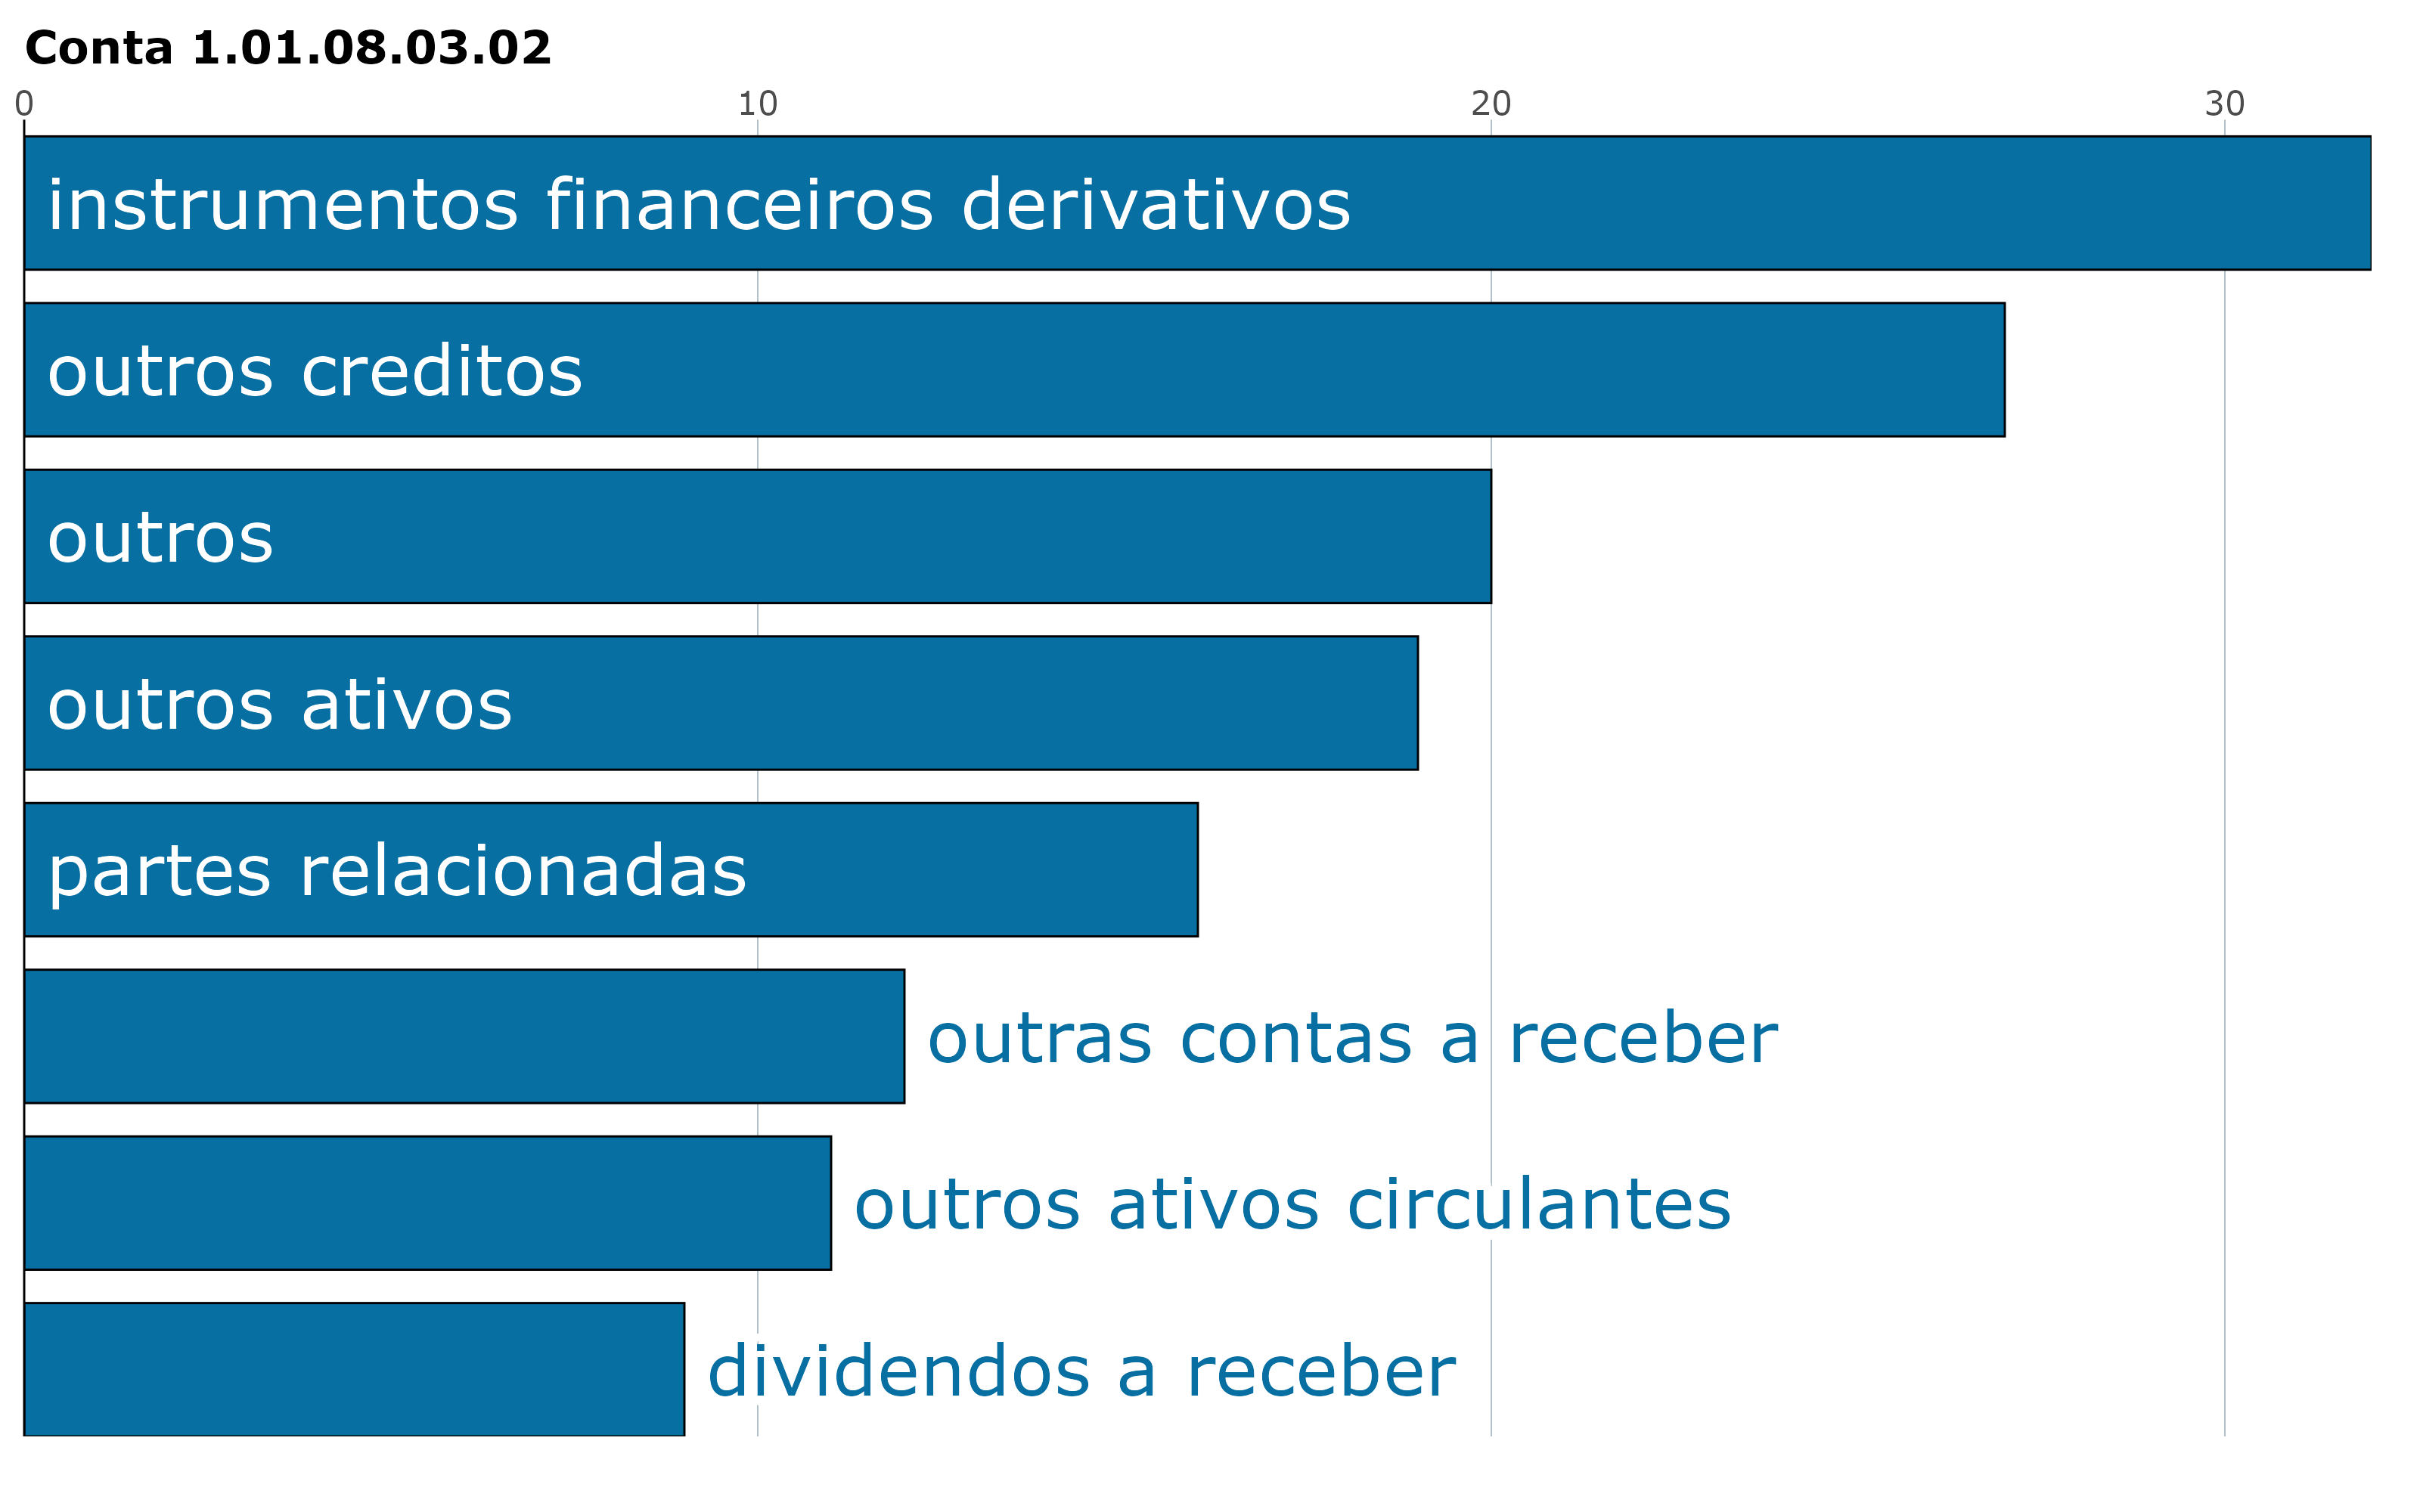 Conta 1.01.08.03.02
0 10 20 30
instrumentos financeiros derivativos
outros creditos
outros
outros ativos
partes relacionadas
outras contas a receber
outros ativos circulantes
dividendos a receber